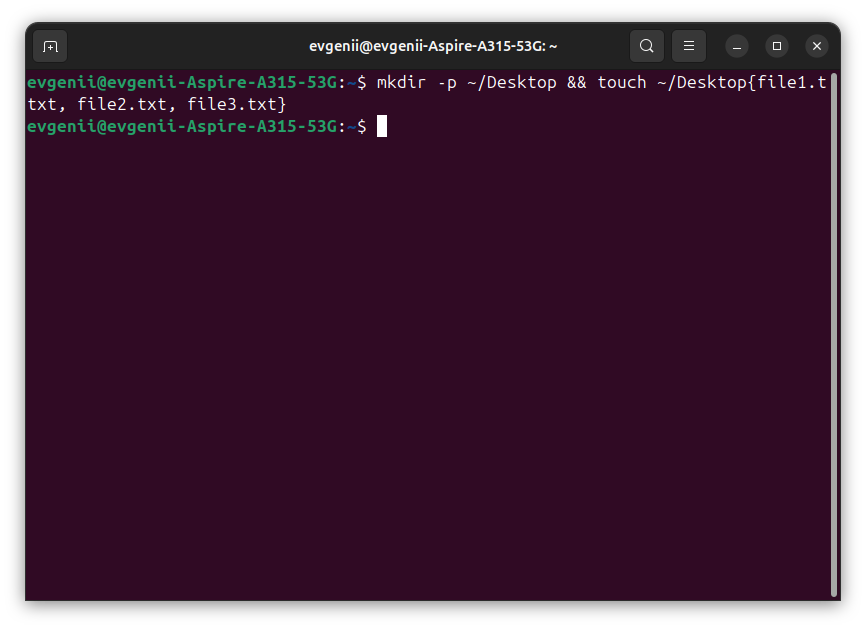 evgenii@evgenii-Aspire-A315-53G: ~
evgenii@evgenii-Aspire-A315-53G:~$ mkdir -p ~/Desktop && touch ~/Desktop{file1.t
txt, file2.txt, file3.txt}
evgenii@evgenii-Aspire-A315-53G:~$